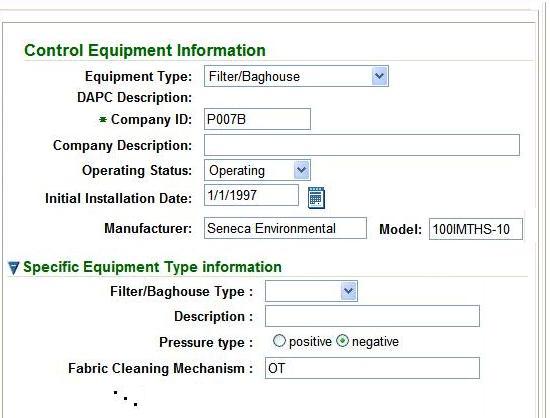 Control Equipment Information
Equipment Type: Filter/Baghouse
DAPC Description:
* Company ID: P007B
Company Description:
Operating Status: Operating
Initial Installation Date: 1/1/1997
Manufacturer: Seneca Environmental Model: 100IMTHS-10
Specific Equipment Type information
Filter/Baghouse Type :
Description :
Pressure type : positive negative
Fabric Cleaning Mechanism : OT